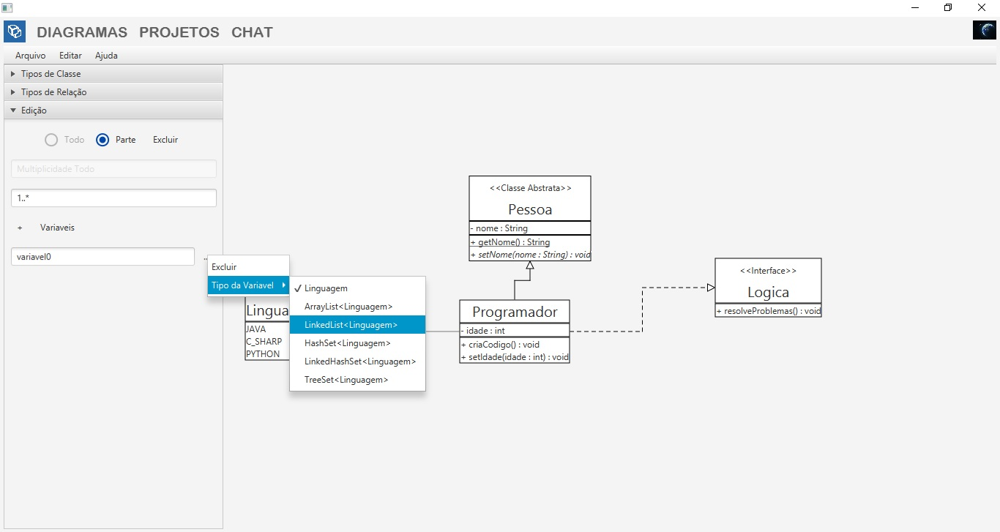 DIAGRAMAS PROJETOS CHAT
Arquivo Editar Ajuda
Tipos de Classe
Tipos de Relação
Edição
Todo Parte Excluir
Multiplicidade Todo
1..*
+ Variaveis
variavel0
Excluir
Tipo da Variavel
✓ Linguagem
ArrayList<Linguagem>
LinkedList<Linguagem>
HashSet<Linguagem>
LinkedHashSet<Linguagem>
TreeSet<Linguagem>
Lingua
JAVA
C_SHARP
PYTHON
<<Classe Abstrata>>
Pessoa
- nome : String
+ getNome() : String
+ setNome(nome : String) : void
Programador
- idade : int
+ criaCodigo() : void
+ setIdade(idade : int) : void
<<Interface>>
Logica
+ resolveProblemas() : void